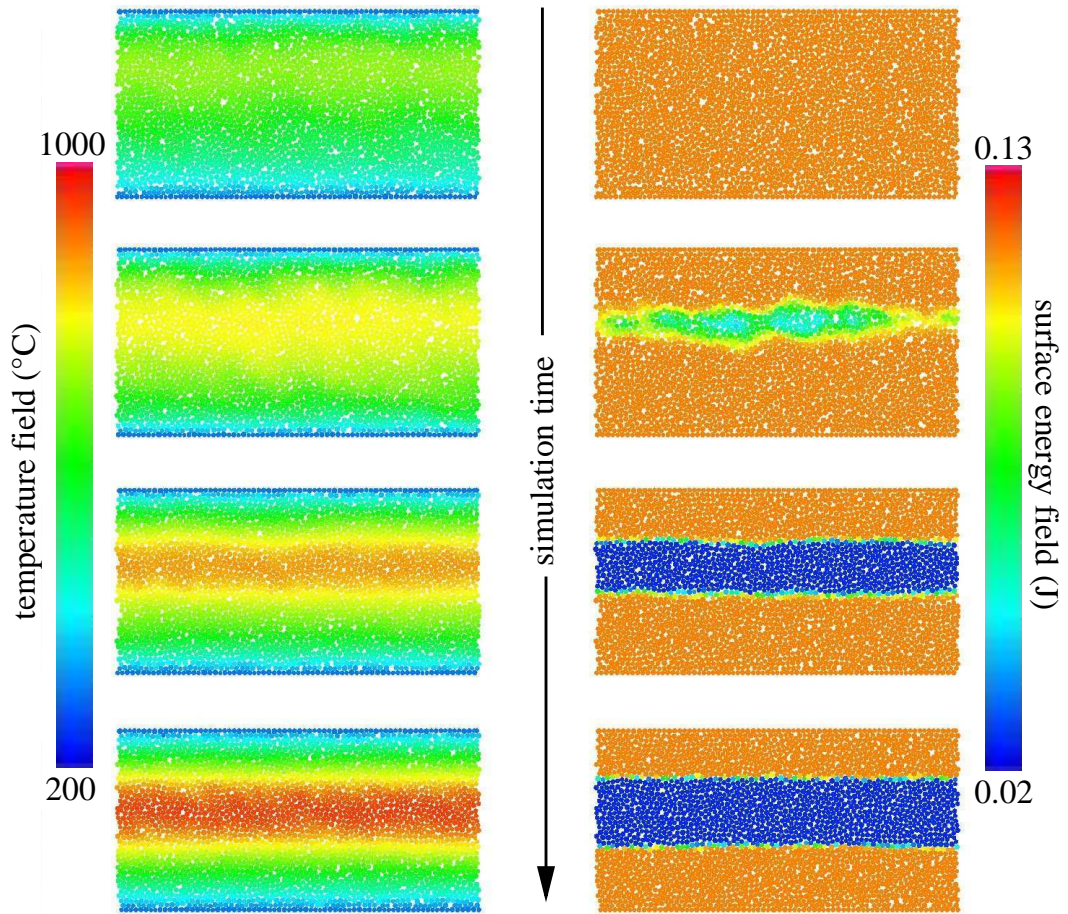 1000
temperature field (°C)
200
simulation time
0.13
surface energy field (J)
0.02